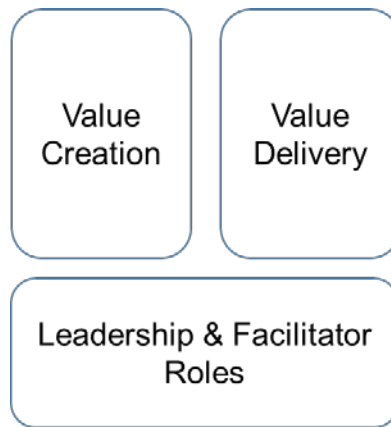 Value
Creation
Value
Delivery
Leadership & Facilitator
Roles